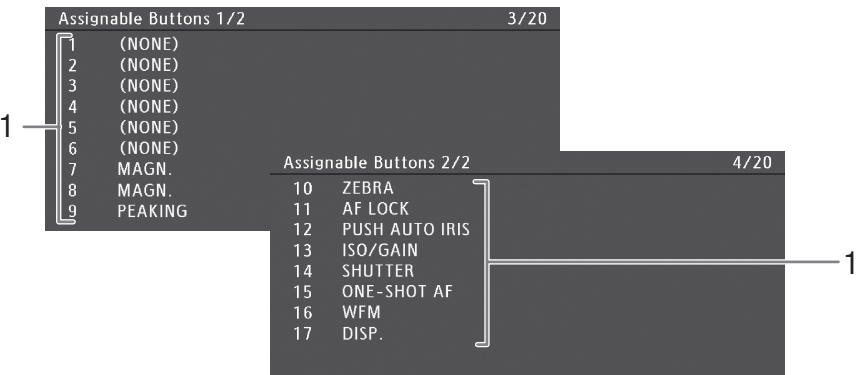 Assignable Buttons 1/2 3/20
1 (NONE)
2 (NONE)
3 (NONE)
4 (NONE)
5 (NONE)
6 (NONE)
7 MAGN.
8 MAGN.
9 PEAKING
1
Assignable Buttons 2/2 4/20
10 ZEBRA
11 AF LOCK
12 PUSH AUTO IRIS
13 ISO/GAIN
14 SHUTTER
15 ONE-SHOT AF
16 WFM
17 DISP.
1